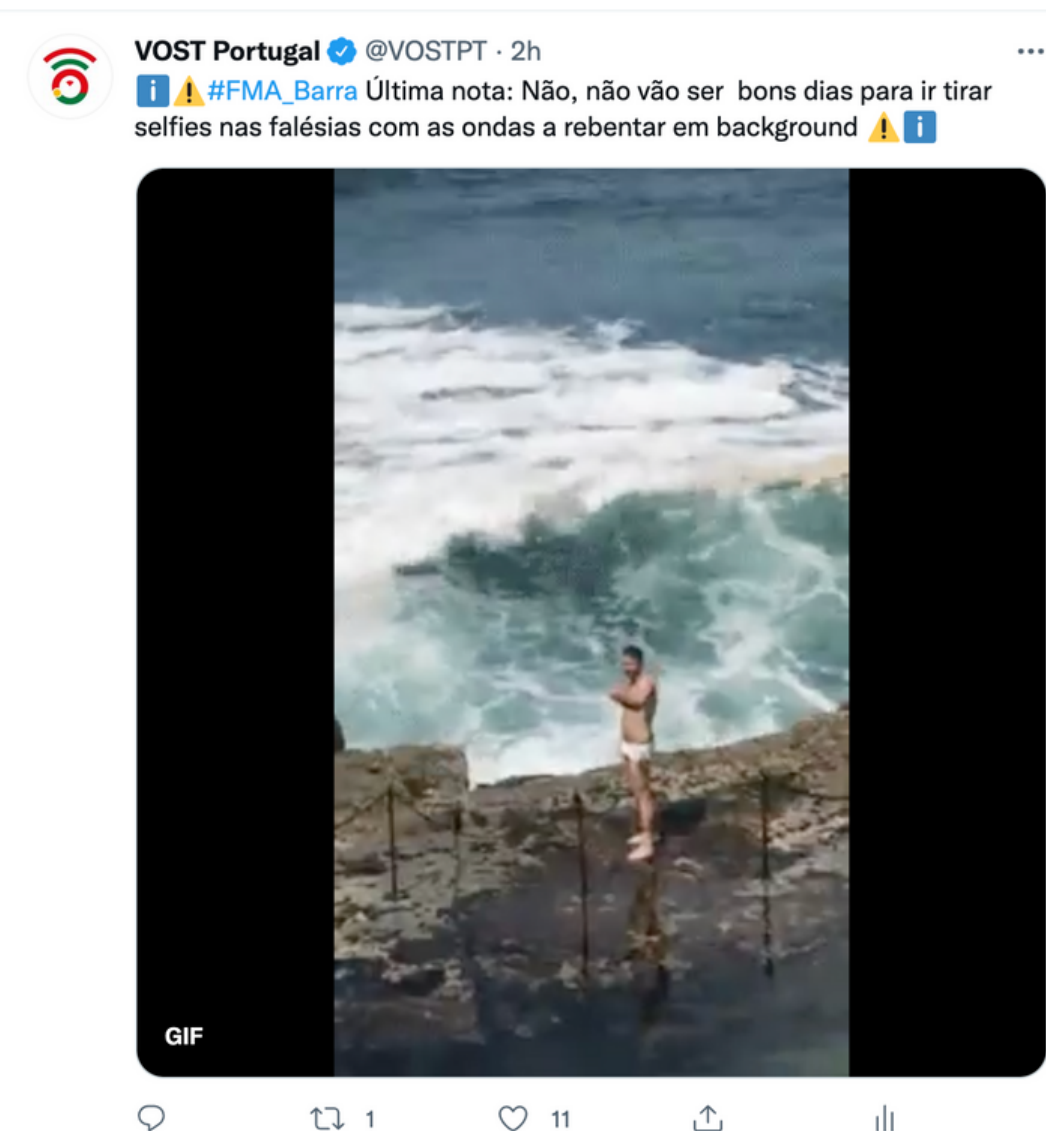 VOST Portugal @VOSTPT · 2h
#FMA_Barra Última nota: Não, não vão ser bons dias para ir tirar
selfies nas falésias com as ondas a rebentar em background
GIF
1 11